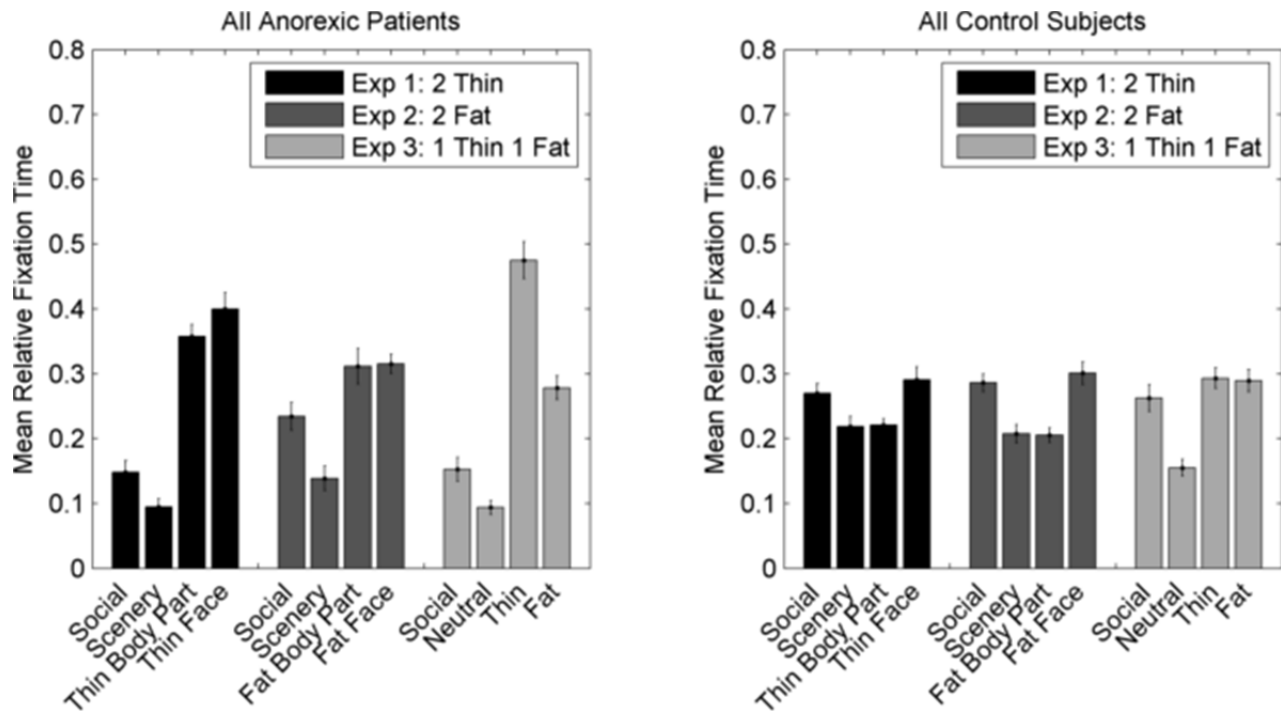 All Anorexic Patients
Mean Relative Fixation Time
0.8
0.7
0.6
0.5
0.4
0.3
0.2
0.1
0
Exp 1: 2 Thin
Exp 2: 2 Fat
Exp 3: 1 Thin 1 Fat
Social
Scenery
Thin Body Part
Thin Face
Social
Scenery
Fat Body Part
Fat Face
Social
Neutral
Thin
Fat
All Control Subjects
Mean Relative Fixation Time
0.8
0.7
0.6
0.5
0.4
0.3
0.2
0.1
0
Exp 1: 2 Thin
Exp 2: 2 Fat
Exp 3: 1 Thin 1 Fat
Social
Scenery
Thin Body Part
Thin Face
Social
Scenery
Fat Body Part
Fat Face
Social
Neutral
Thin
Fat